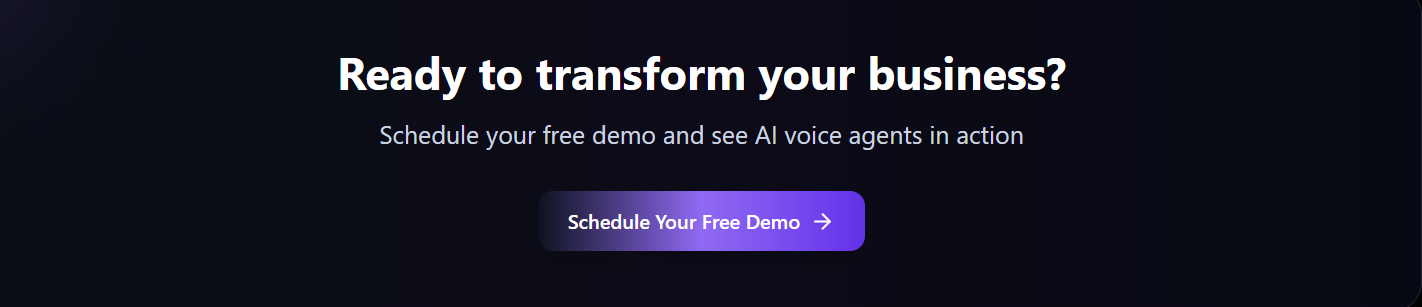 Ready to transform your business?
Schedule your free demo and see AI voice agents in action
Schedule Your Free Demo →